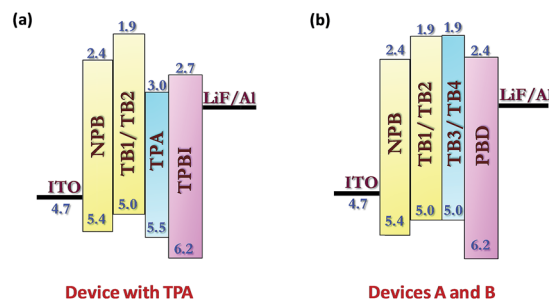 (a)
1.9
2.4
3.0
2.7
LiF/Al
NPB
TB1/ TB2
TPA
TPBI
ITO
4.7
5.4
5.0
5.5
6.2
Device with TPA
(b)
1.9
1.9
2.4
2.4
LiF/Al
NPB
TB1/ TB2
TB3/ TB4
PBD
ITO
4.7
5.4
5.0
5.0
6.2
Devices A and B